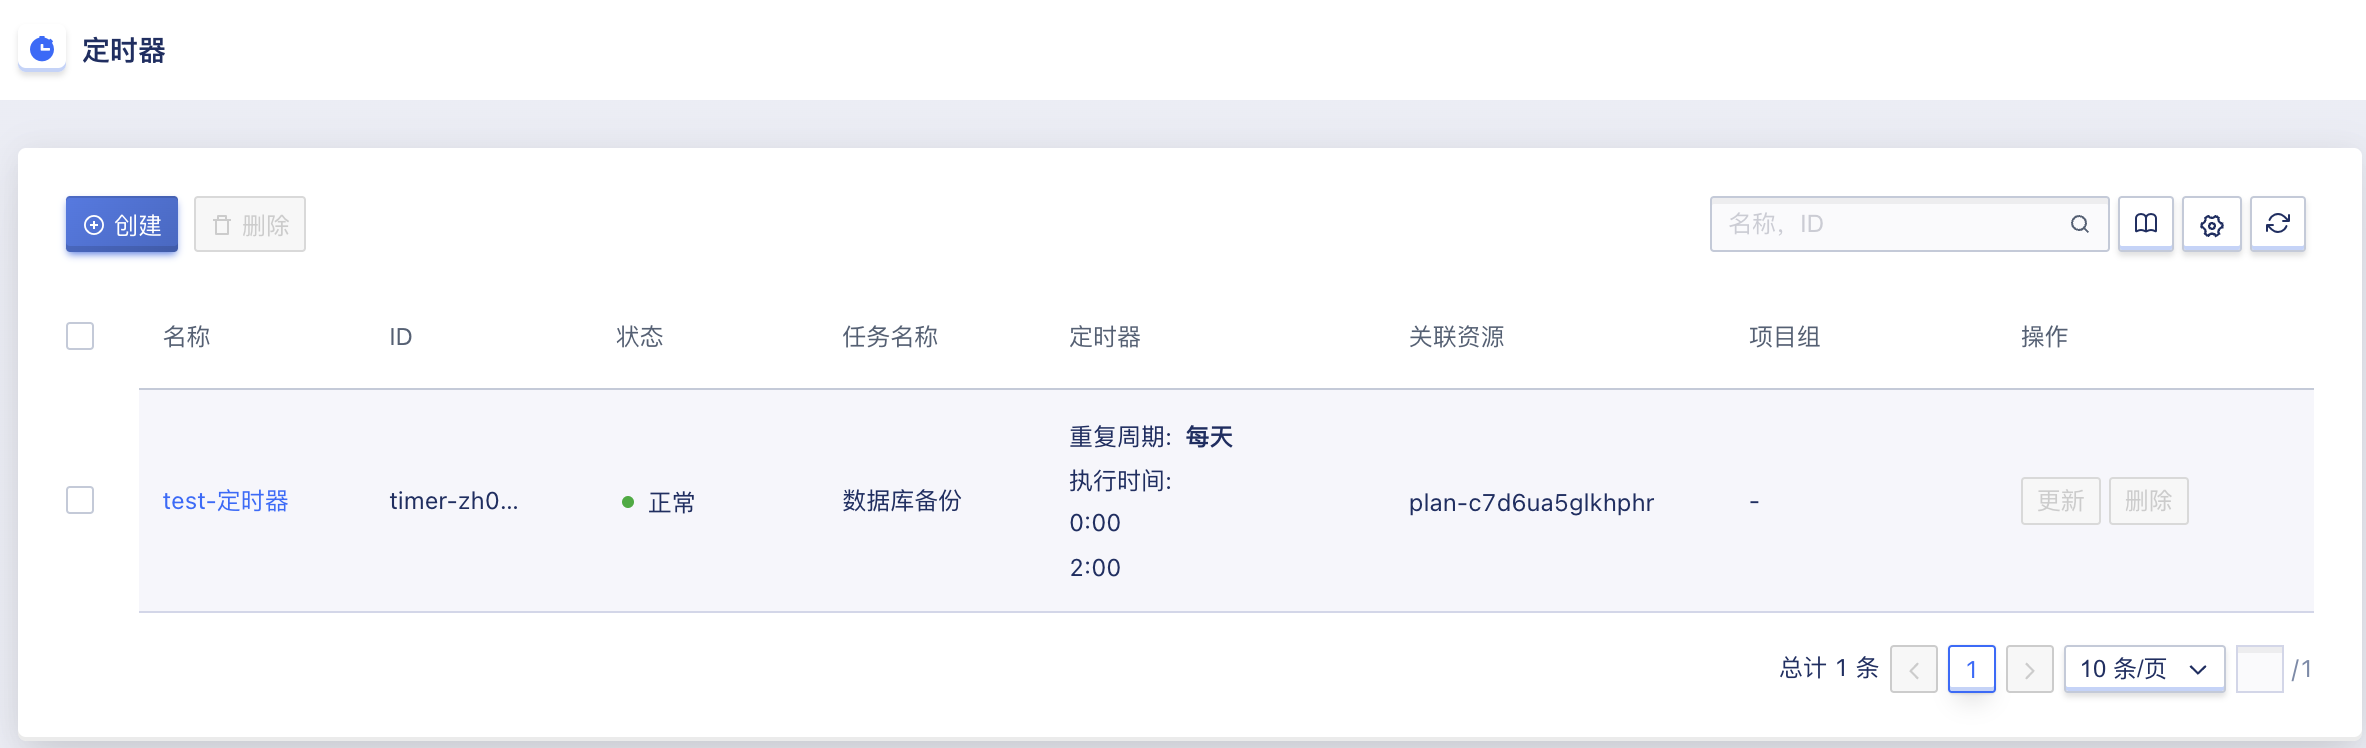 定时器
创建 删除 名称，ID
名称 ID 状态 任务名称 定时器 关联资源 项目组 操作
test-定时器 timer-zh0... 正常 数据库备份
重复周期: 每天
执行时间:
0:00
2:00
plan-c7d6ua5glkhphr - 更新 删除
总计 1 条 1 10 条/页 /1